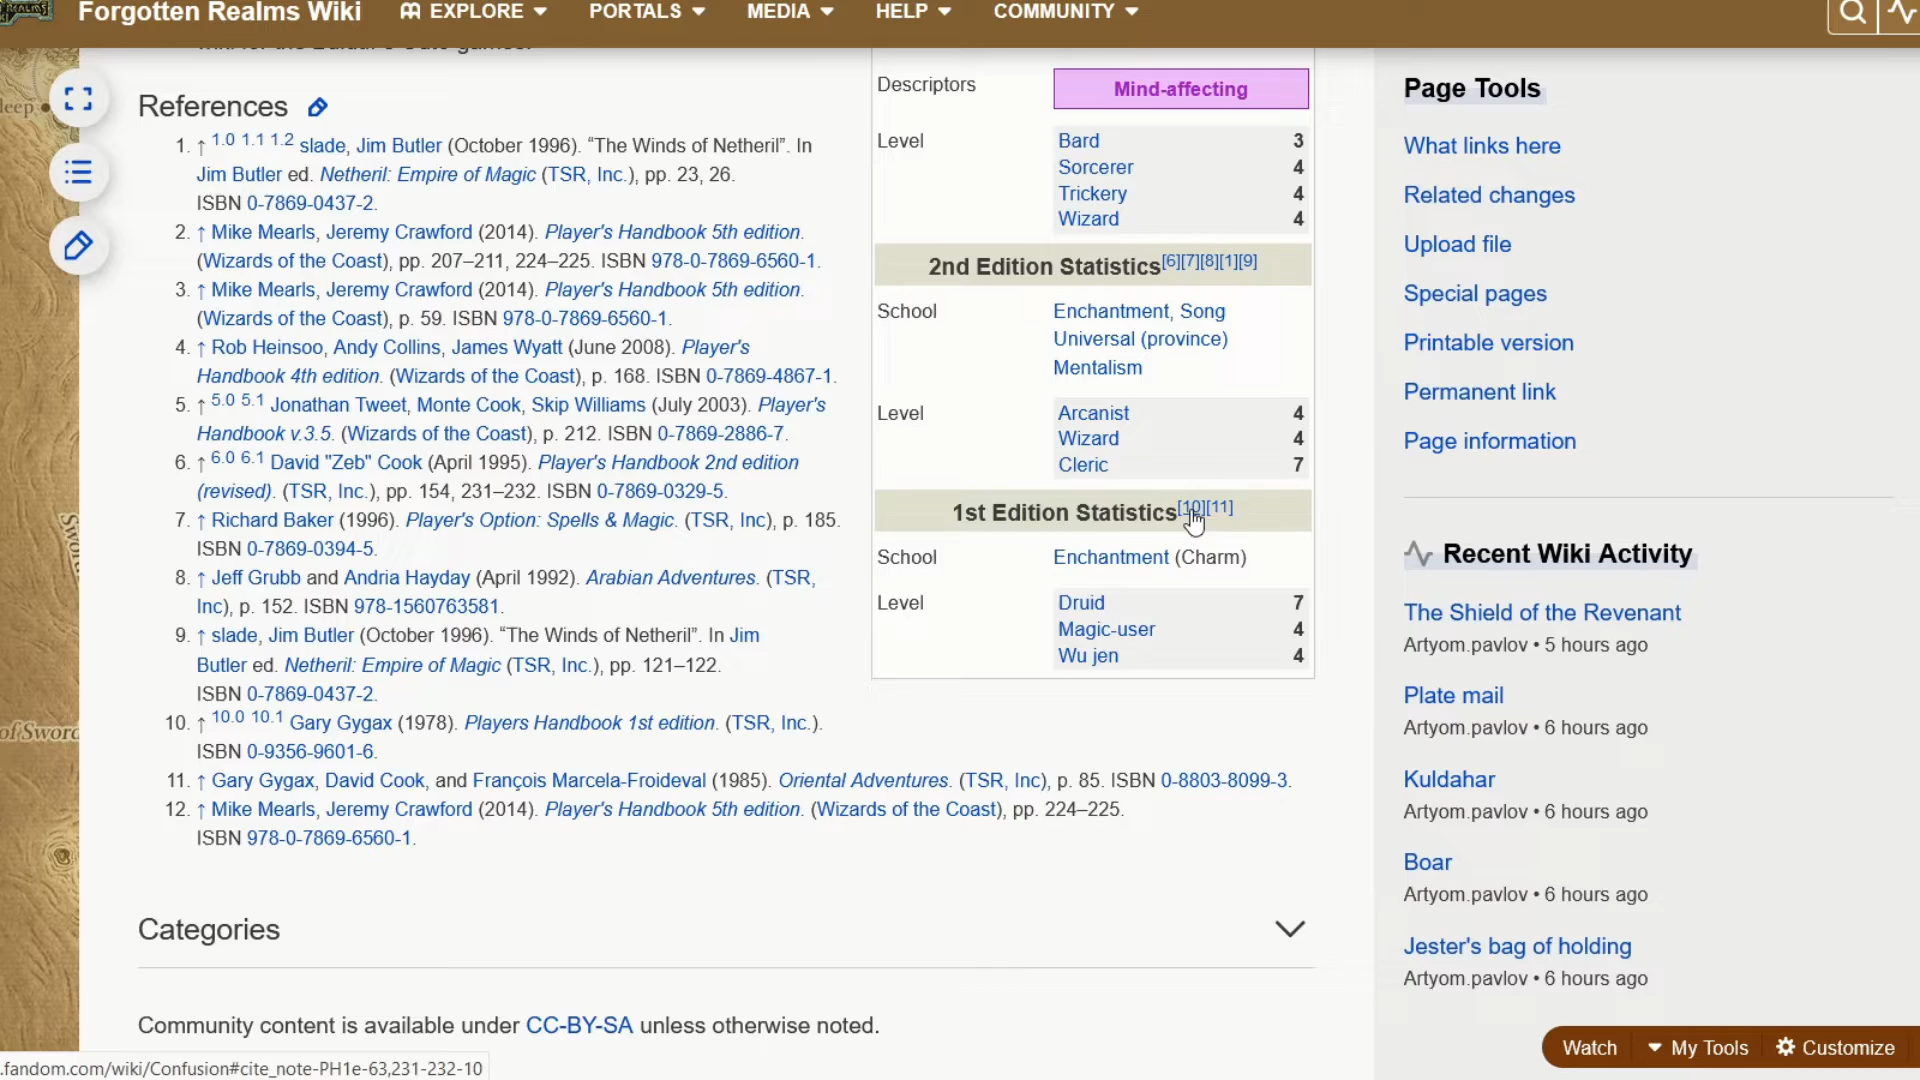 Forgotten Realms Wiki
EXPLORE
PORTALS
MEDIA
HELP
COMMUNITY
References
1. ↑ 1.0 1.1 1.2 slade, Jim Butler (October 1996). “The Winds of Netheril”. In
Jim Butler ed. Netheril: Empire of Magic (TSR, Inc.), pp. 23, 26.
ISBN 0-7869-0437-2.
2. ↑ Mike Mearls, Jeremy Crawford (2014). Player's Handbook 5th edition.
(Wizards of the Coast), pp. 207–211, 224–225. ISBN 978-0-7869-6560-1.
3. ↑ Mike Mearls, Jeremy Crawford (2014). Player's Handbook 5th edition.
(Wizards of the Coast), p. 59. ISBN 978-0-7869-6560-1.
4. ↑ Rob Heinsoo, Andy Collins, James Wyatt (June 2008). Player's
Handbook 4th edition. (Wizards of the Coast), p. 168. ISBN 0-7869-4867-1.
5. ↑ 5.0 5.1 Jonathan Tweet, Monte Cook, Skip Williams (July 2003). Player's
Handbook v.3.5. (Wizards of the Coast), p. 212. ISBN 0-7869-2886-7.
6. ↑ 6.0 6.1 David "Zeb" Cook (April 1995). Player's Handbook 2nd edition
(revised). (TSR, Inc.), pp. 154, 231–232. ISBN 0-7869-0329-5.
7. ↑ Richard Baker (1996). Player's Option: Spells & Magic. (TSR, Inc), p. 185.
ISBN 0-7869-0394-5.
8. ↑ Jeff Grubb and Andria Hayday (April 1992). Arabian Adventures. (TSR,
Inc), p. 152. ISBN 978-1560763581.
9. ↑ slade, Jim Butler (October 1996). “The Winds of Netheril”. In Jim
Butler ed. Netheril: Empire of Magic (TSR, Inc.), pp. 121–122.
ISBN 0-7869-0437-2.
10. ↑ 10.0 10.1 Gary Gygax (1978). Players Handbook 1st edition. (TSR, Inc.).
ISBN 0-9356-9601-6.
11. ↑ Gary Gygax, David Cook, and François Marcela-Froideval (1985). Oriental Adventures. (TSR, Inc), p. 85. ISBN 0-8803-8099-3.
12. ↑ Mike Mearls, Jeremy Crawford (2014). Player's Handbook 5th edition. (Wizards of the Coast), pp. 224–225.
ISBN 978-0-7869-6560-1.
Descriptors Mind-affecting
Level Bard 3
Sorcerer 4
Trickery 4
Wizard 4
2nd Edition Statistics[6][7][8][1][9]
School Enchantment, Song
Universal (province)
Mentalism
Level Arcanist 4
Wizard 4
Cleric 7
1st Edition Statistics[10][11]
School Enchantment (Charm)
Level Druid 7
Magic-user 4
Wu jen 4
Categories
Community content is available under CC-BY-SA unless otherwise noted.
Page Tools
What links here
Related changes
Upload file
Special pages
Printable version
Permanent link
Page information
Recent Wiki Activity
The Shield of the Revenant
Artyom.pavlov • 5 hours ago
Plate mail
Artyom.pavlov • 6 hours ago
Kuldahar
Artyom.pavlov • 6 hours ago
Boar
Artyom.pavlov • 6 hours ago
Jester's bag of holding
Artyom.pavlov • 6 hours ago
Watch
My Tools
Customize
.fandom.com/wiki/Confusion#cite_note-PH1e-63,231-232-10